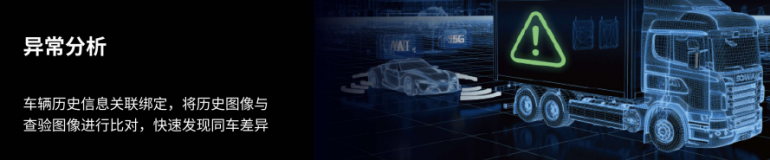 异常分析
车辆历史信息关联绑定，将历史图像与
查验图像进行比对，快速发现同车差异
SCANIA